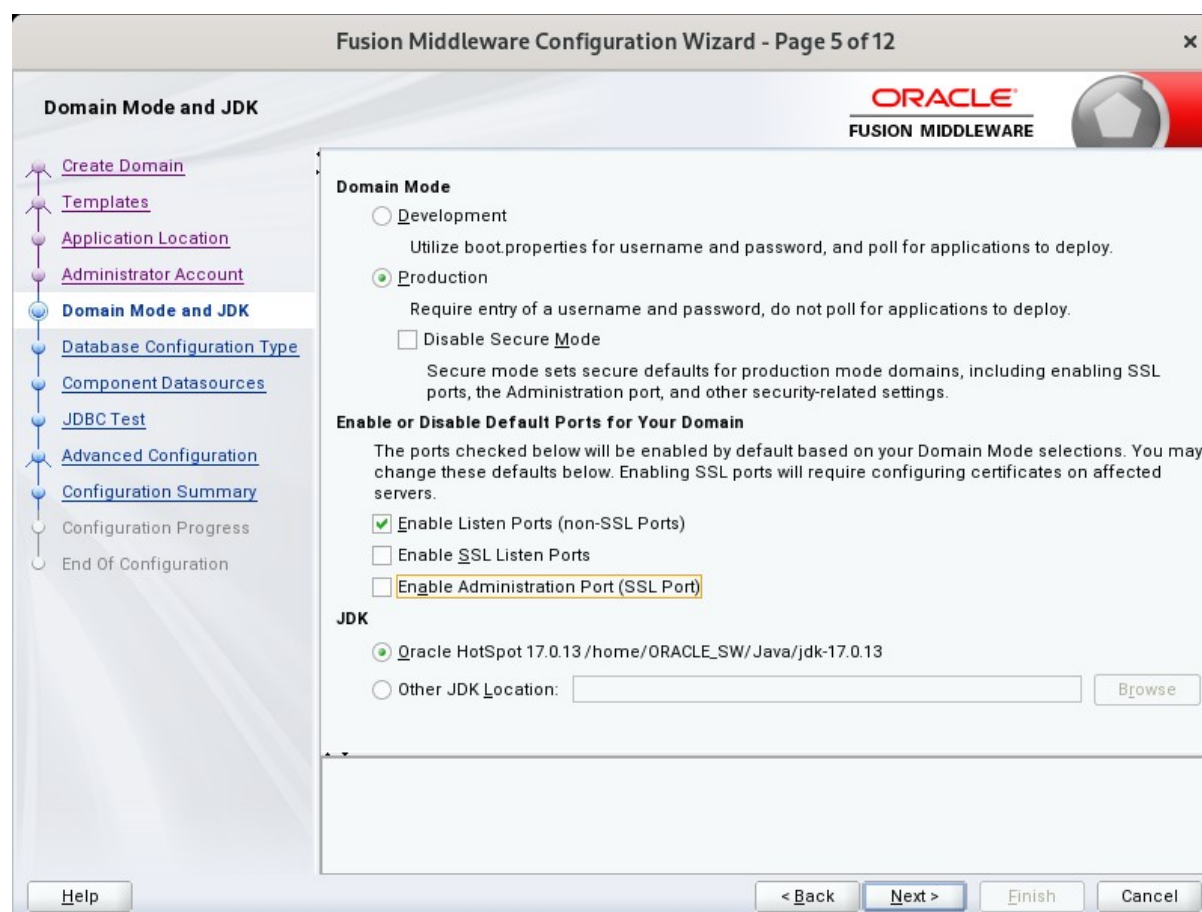 Fusion Middleware Configuration Wizard - Page 5 of 12
Domain Mode and JDK
ORACLE
FUSION MIDDLEWARE
Create Domain
Templates
Application Location
Administrator Account
Domain Mode and JDK
Database Configuration Type
Component Datasources
JDBC Test
Advanced Configuration
Configuration Summary
Configuration Progress
End Of Configuration
Domain Mode
Development
Utilize boot.properties for username and password, and poll for applications to deploy.
Production
Require entry of a username and password, do not poll for applications to deploy.
Disable Secure Mode
Secure mode sets secure defaults for production mode domains, including enabling SSL
ports, the Administration port, and other security-related settings.
Enable or Disable Default Ports for Your Domain
The ports checked below will be enabled by default based on your Domain Mode selections. You may
change these defaults below. Enabling SSL ports will require configuring certificates on affected
servers.
Enable Listen Ports (non-SSL Ports)
Enable SSL Listen Ports
Enable Administration Port (SSL Port)
JDK
Oracle HotSpot 17.0.13 /home/ORACLE_SW/Java/jdk-17.0.13
Other JDK Location:
Browse
Help
< Back
Next >
Finish
Cancel